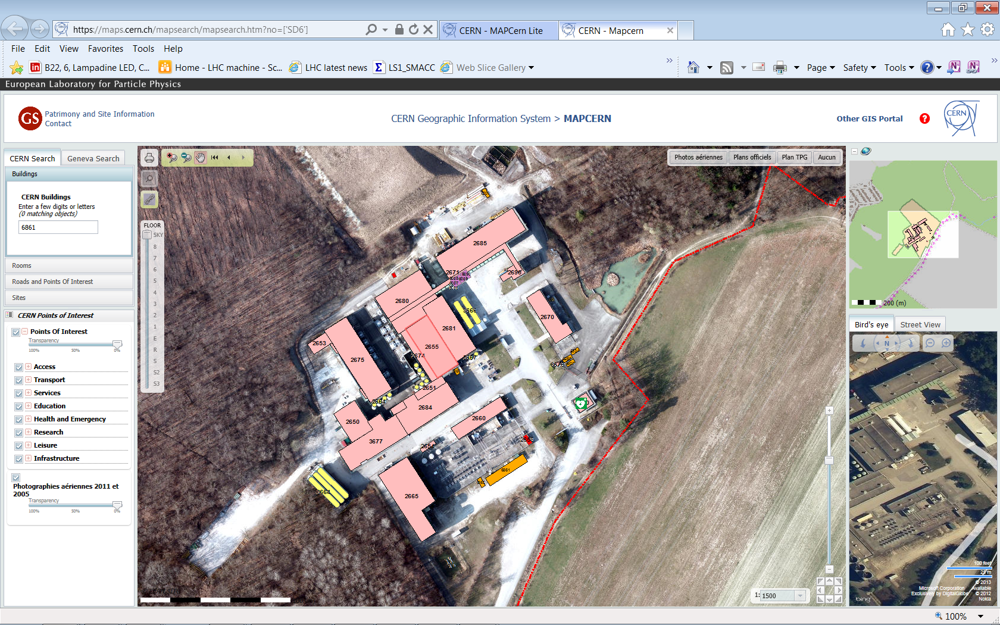 https://maps.cern.ch/mapsearch/mapsearch.htm?no=['SD6']
CERN - MAPCern Lite
CERN - Mapcern
File Edit View Favorites Tools Help
B22, 6, Lampadine LED, C...
Home - LHC machine - Sc...
LHC latest news
LS1_SMACC
Web Slice Gallery
Page
Safety
Tools
European Laboratory for Particle Physics
GS
Patrimony and Site Information
Contact
CERN Geographic Information System > MAPCERN
Other GIS Portal
?
CERN
CERN Search
Geneva Search
Buildings
CERN Buildings
Enter a few digits or letters
(0 matching objects)
6861
Rooms
Roads and Points Of Interest
Sites
CERN Points of Interest
Points Of Interest
Transparency
100% 50% 0%
Access
Transport
Services
Education
Health and Emergency
Research
Leisure
Infrastructure
Photographies aériennes 2011 et
2005
Transparency
100% 50% 0%
FLOOR
SKY
8
7
6
5
4
3
2
1
E
R
S
S2
S3
Photos aériennes
Plans officiels
Plan TPG
Aucun
2685
2671
2695
2680
2666
2670
2681
2653
2655
2675
2674
2667
2651
2684
2650
2660
3677
6861
2664
2665
1:
1500
200 (m)
Bird's eye
Street View
N
100 feet
25 m
© 2013
Microsoft Corporation Available
Exclusively by DigitalGlobe © 2012
Nokia
bing
100%